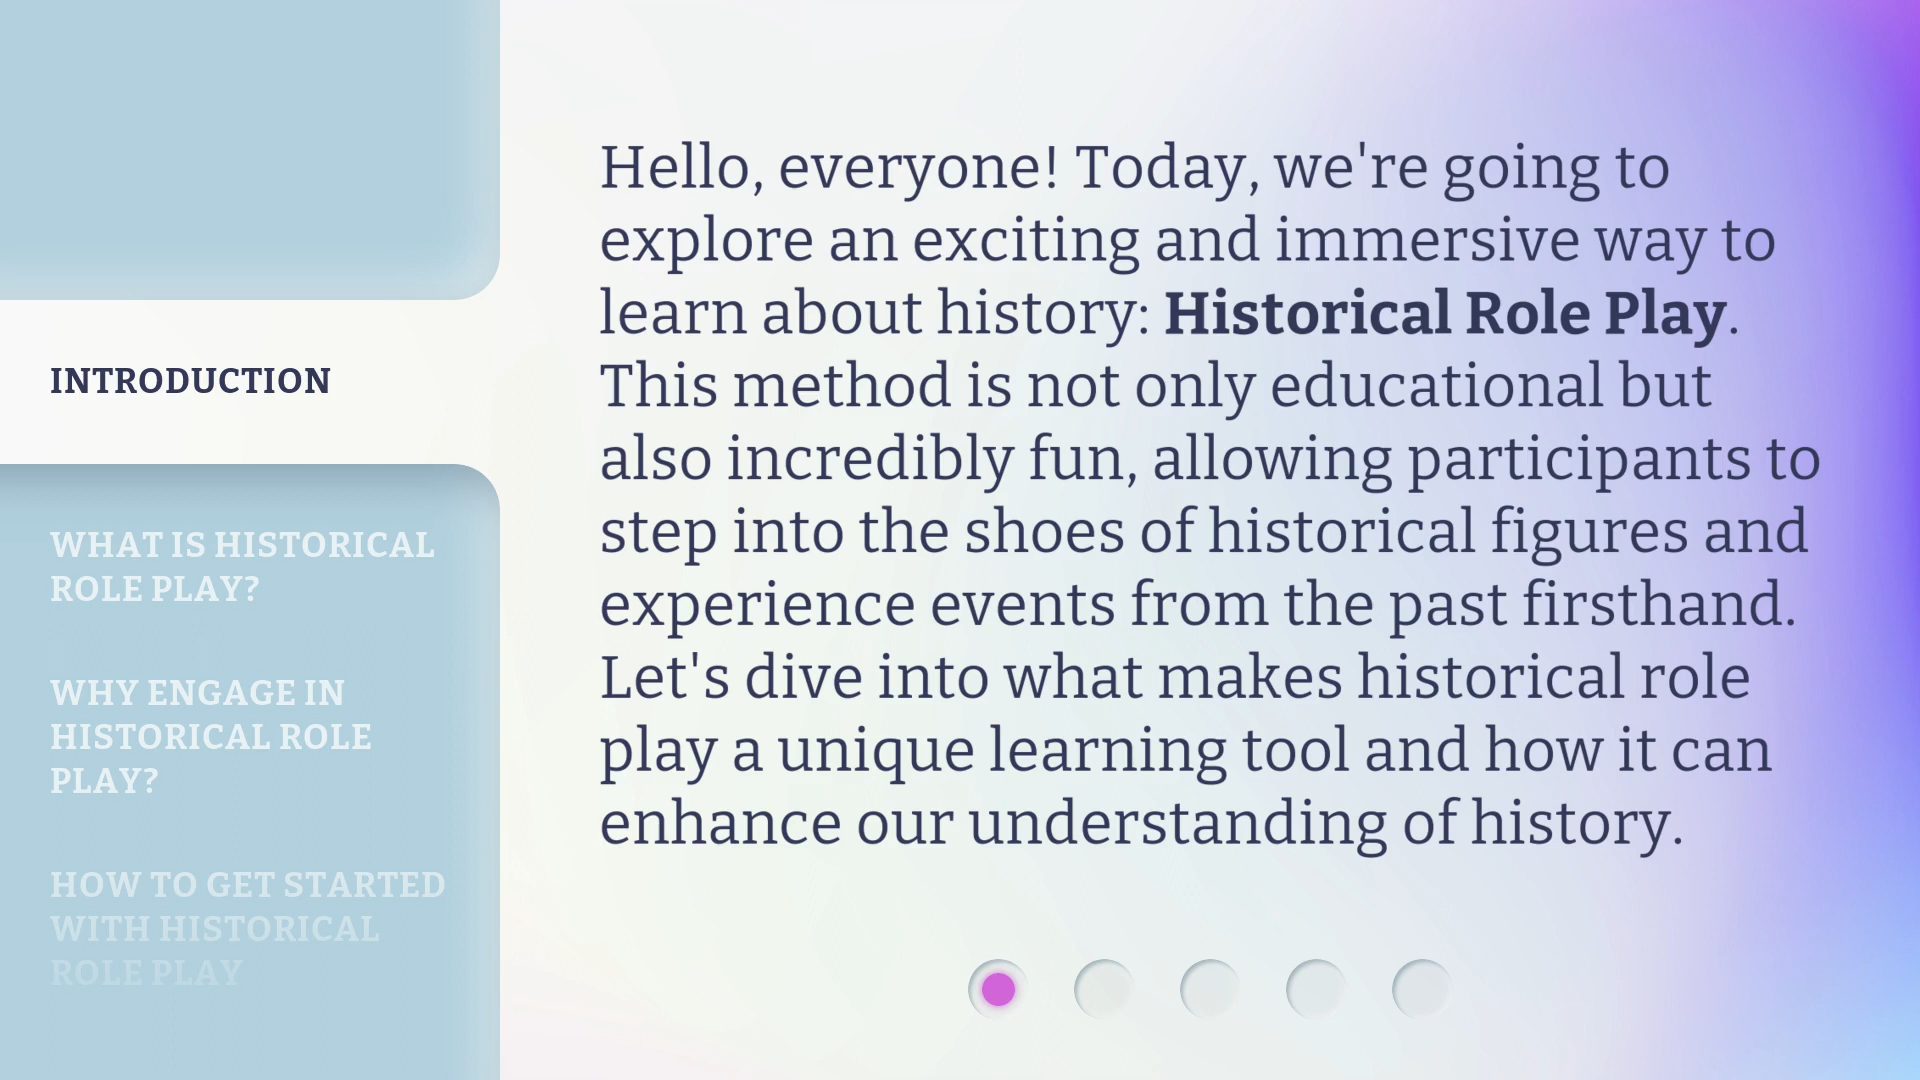 INTRODUCTION
WHAT IS HISTORICAL
ROLE PLAY?
WHY ENGAGE IN
HISTORICAL ROLE
PLAY?
HOW TO GET STARTED
WITH HISTORICAL
ROLE PLAY
Hello, everyone! Today, we're going to
explore an exciting and immersive way to
learn about history: Historical Role Play.
This method is not only educational but
also incredibly fun, allowing participants to
step into the shoes of historical figures and
experience events from the past firsthand.
Let's dive into what makes historical role
play a unique learning tool and how it can
enhance our understanding of history.